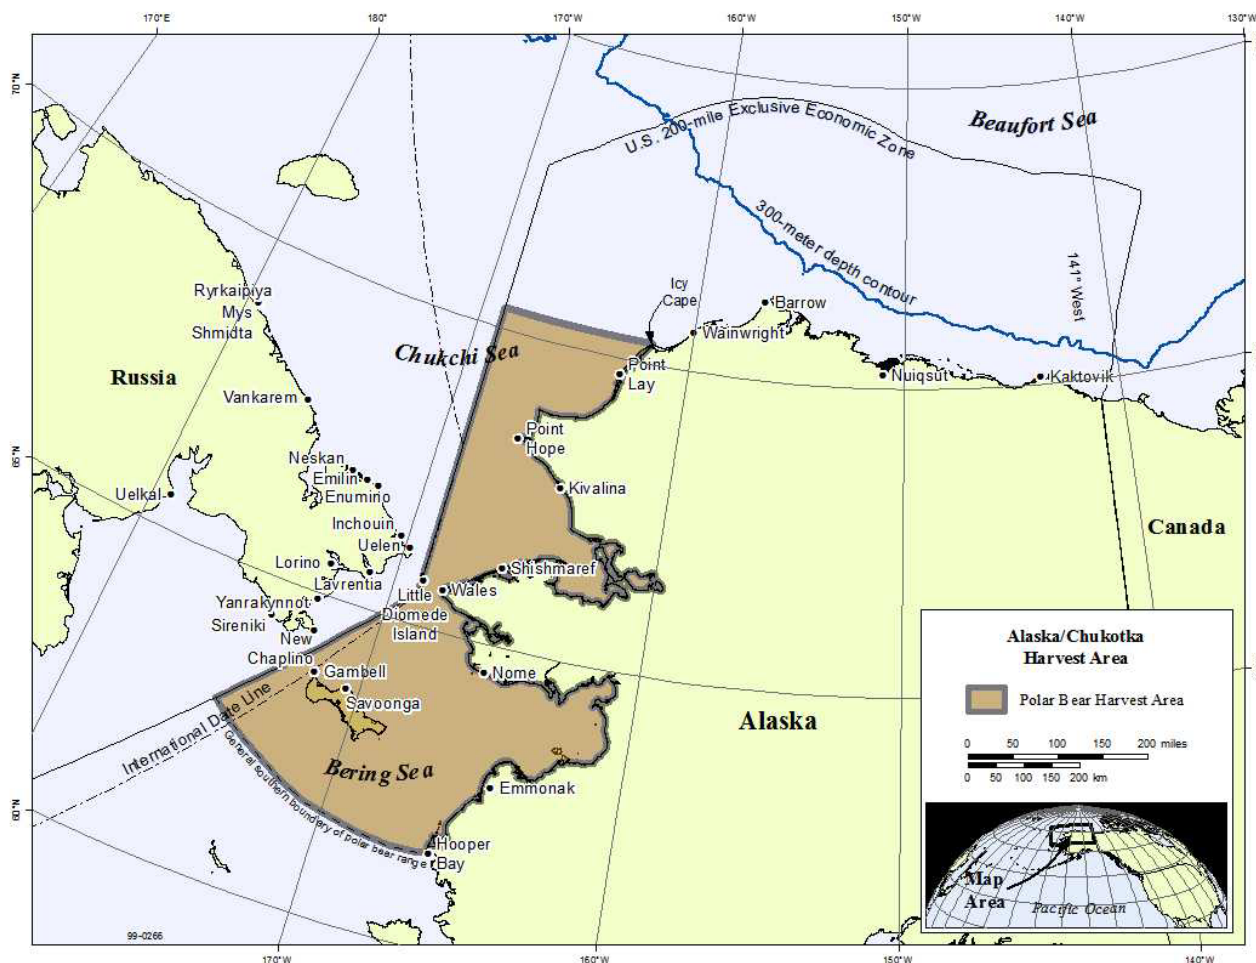 170°E
180°
170°W
160°W
150°W
140°W
130°W
70°N
65°N
60°N
Beaufort Sea
U.S. 200-mile Exclusive Economic Zone
300-meter depth contour
141° West
Icy
Cape
Barrow
Wainwright
Ryrkaipiya
Mys
Shmidta
Chukchi Sea
Point
Lay
Nuiqsut
Kaktovik
Russia
Vankarem
Point
Hope
Neskan
Emilin
Enumino
Uelkal
Kivalina
Inchouin
Uelen
Canada
Lorino
Lavrentia
Shishmaref
Little
Diomede
Island
Wales
Yanrakynnot
Sireniki
New
Chaplino
Gambell
Nome
Savoonga
International Date Line
General southern boundary of polar bear range
Bering Sea
Alaska
Emmonak
Hooper
Bay
Alaska/Chukotka
Harvest Area
Polar Bear Harvest Area
0 50 100 150 200 miles
0 50 100 150 200 km
Map
Area
Pacific Ocean
99-0266
170°W
160°W
150°W
140°W